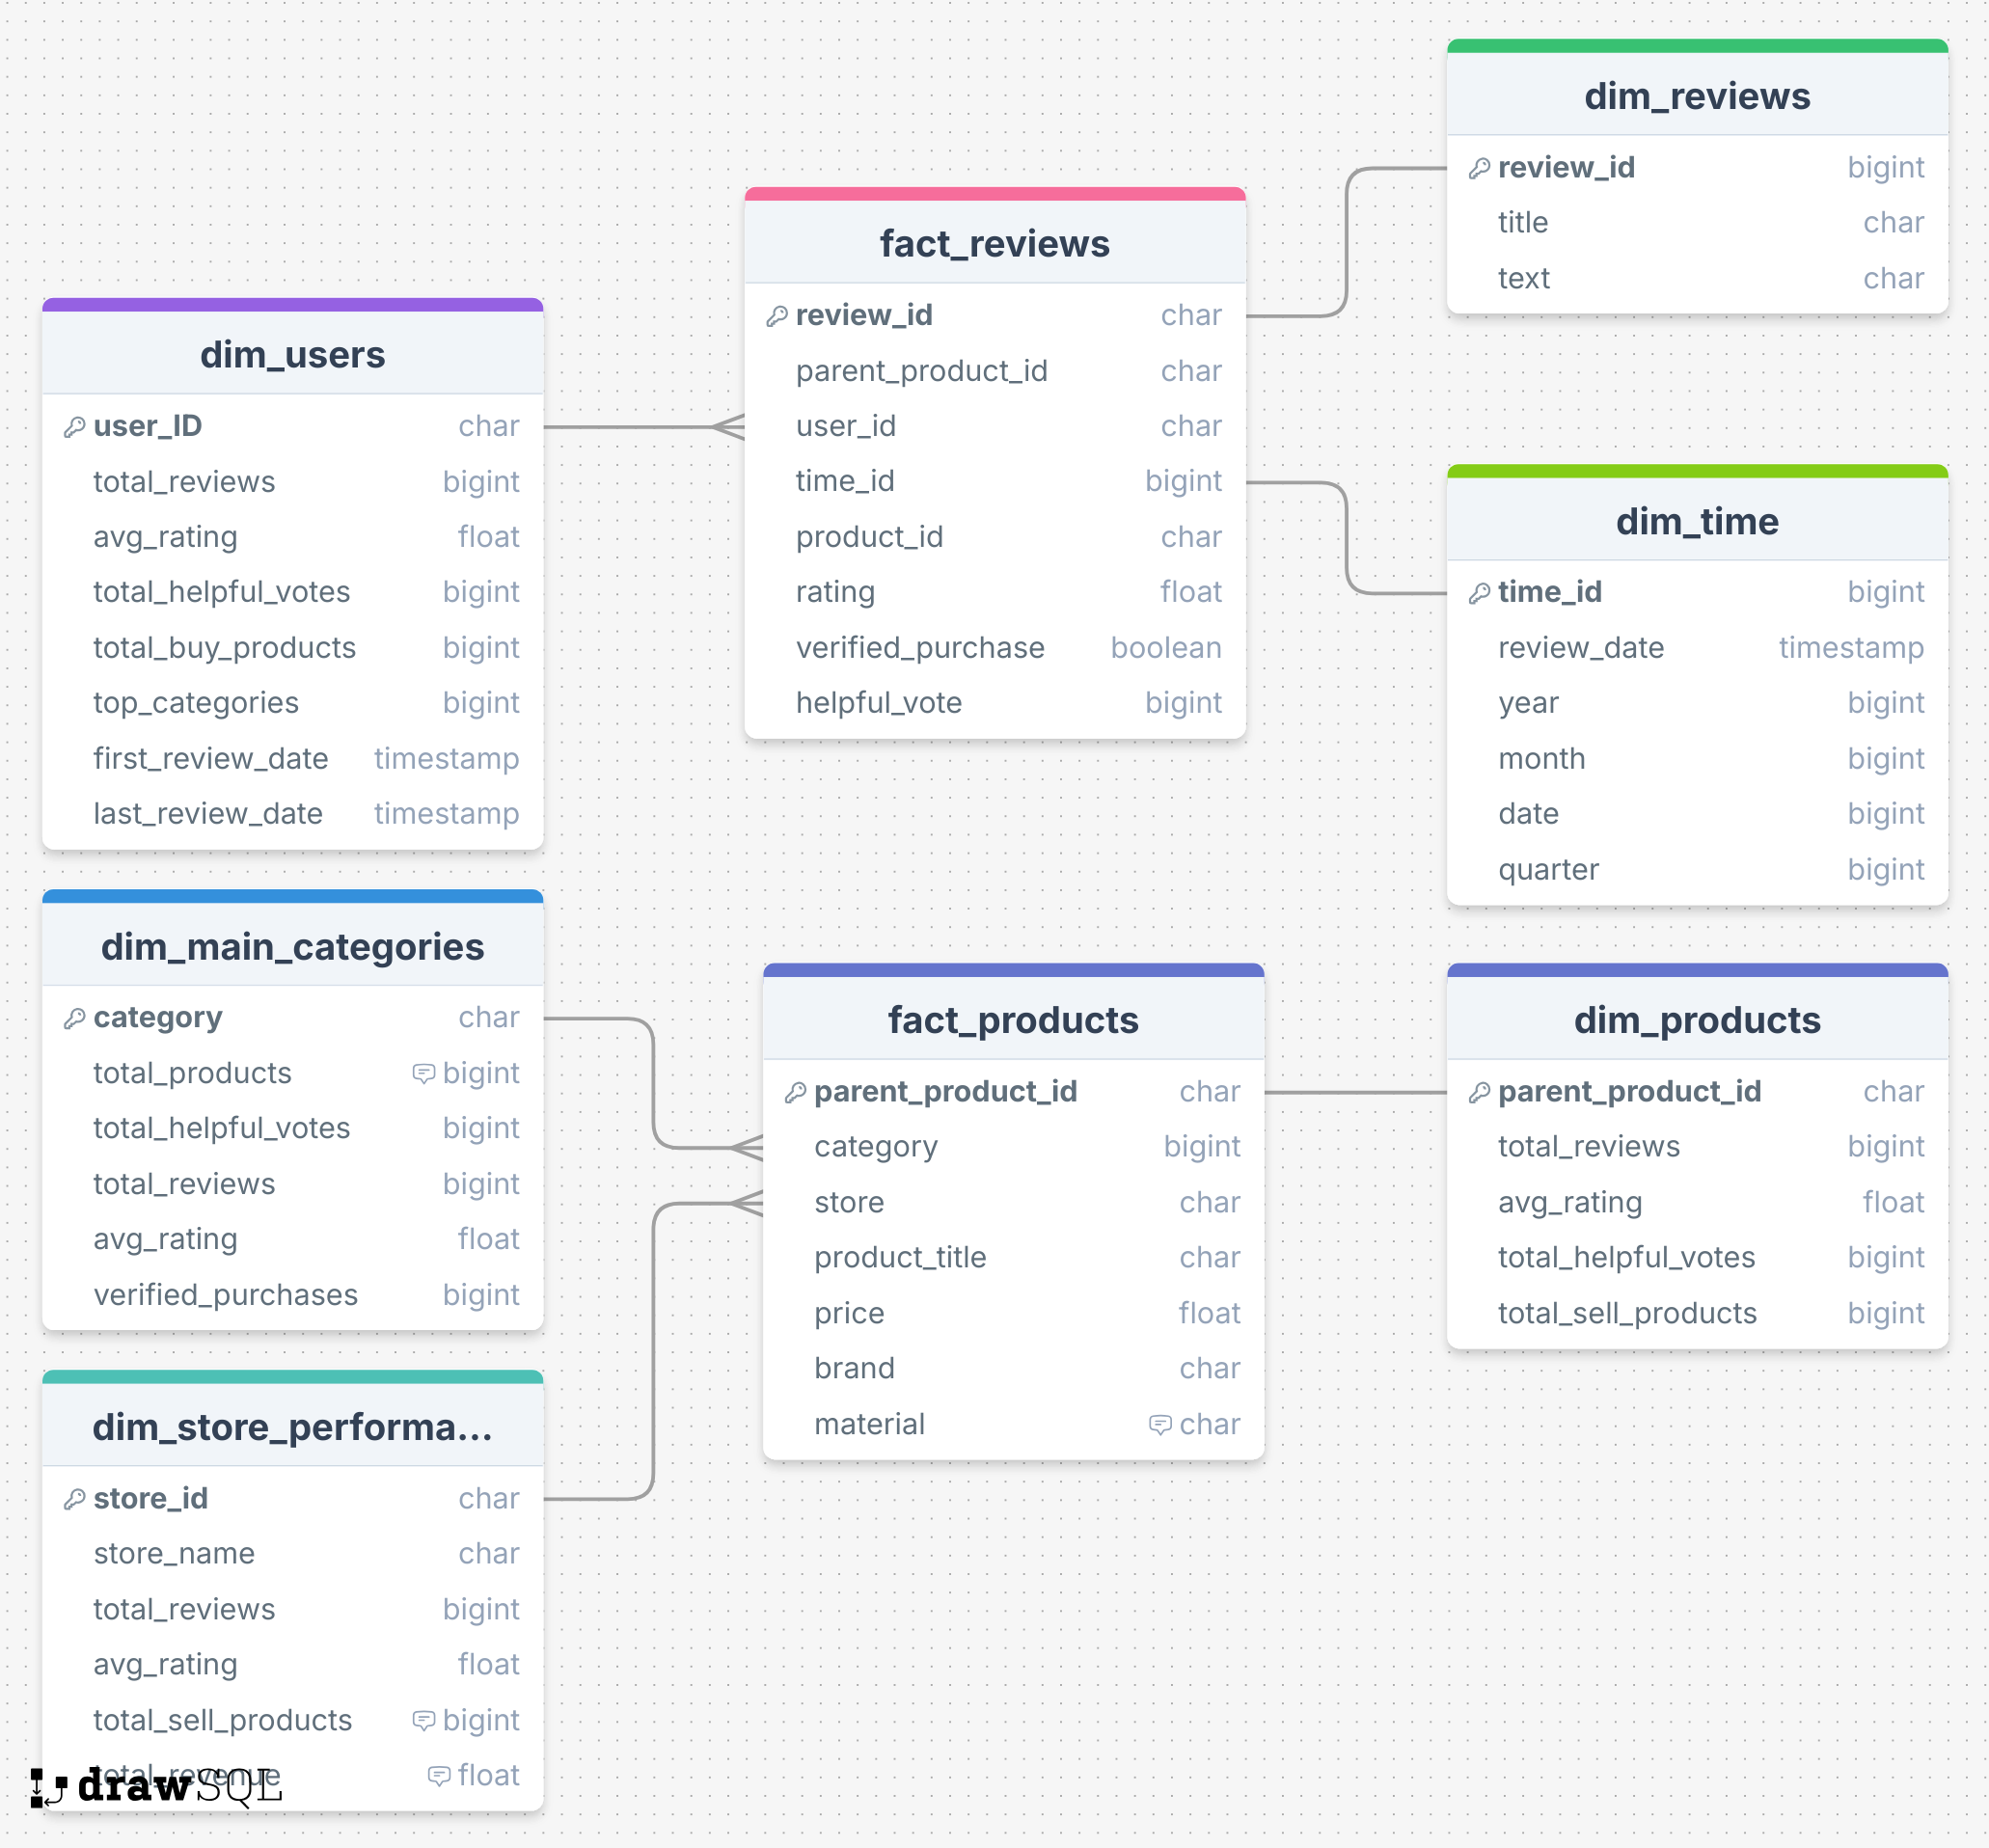 dim_reviews
review_id bigint
title char
text char
fact_reviews
review_id char
parent_product_id char
user_id char
time_id bigint
product_id char
rating float
verified_purchase boolean
helpful_vote bigint
dim_users
user_ID char
total_reviews bigint
avg_rating float
total_helpful_votes bigint
total_buy_products bigint
top_categories bigint
first_review_date timestamp
last_review_date timestamp
dim_time
time_id bigint
review_date timestamp
year bigint
month bigint
date bigint
quarter bigint
dim_main_categories
category char
total_products bigint
total_helpful_votes bigint
total_reviews bigint
avg_rating float
verified_purchases bigint
fact_products
parent_product_id char
category bigint
store char
product_title char
price float
brand char
material char
dim_products
parent_product_id char
total_reviews bigint
avg_rating float
total_helpful_votes bigint
total_sell_products bigint
dim_store_performa...
store_id char
store_name char
total_reviews bigint
avg_rating float
total_sell_products bigint
total_revenue float
drawSQL